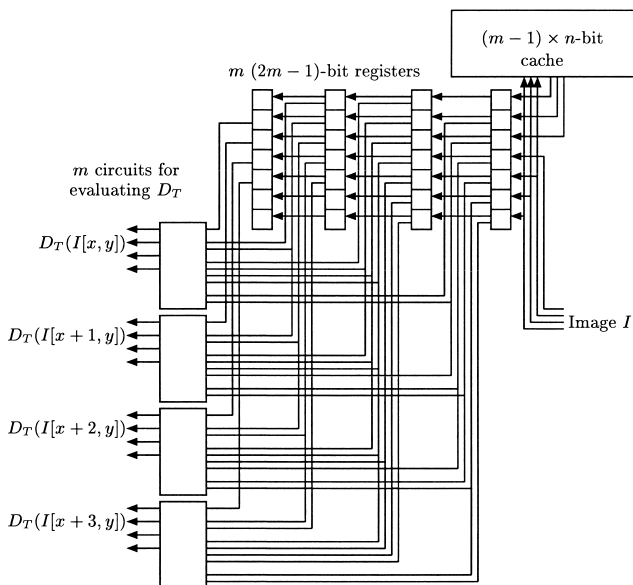 (m − 1) × n-bit
cache
m (2m − 1)-bit registers
m circuits for
evaluating D_T
D_T(I[x, y])
Image I
D_T(I[x + 1, y])
D_T(I[x + 2, y])
D_T(I[x + 3, y])